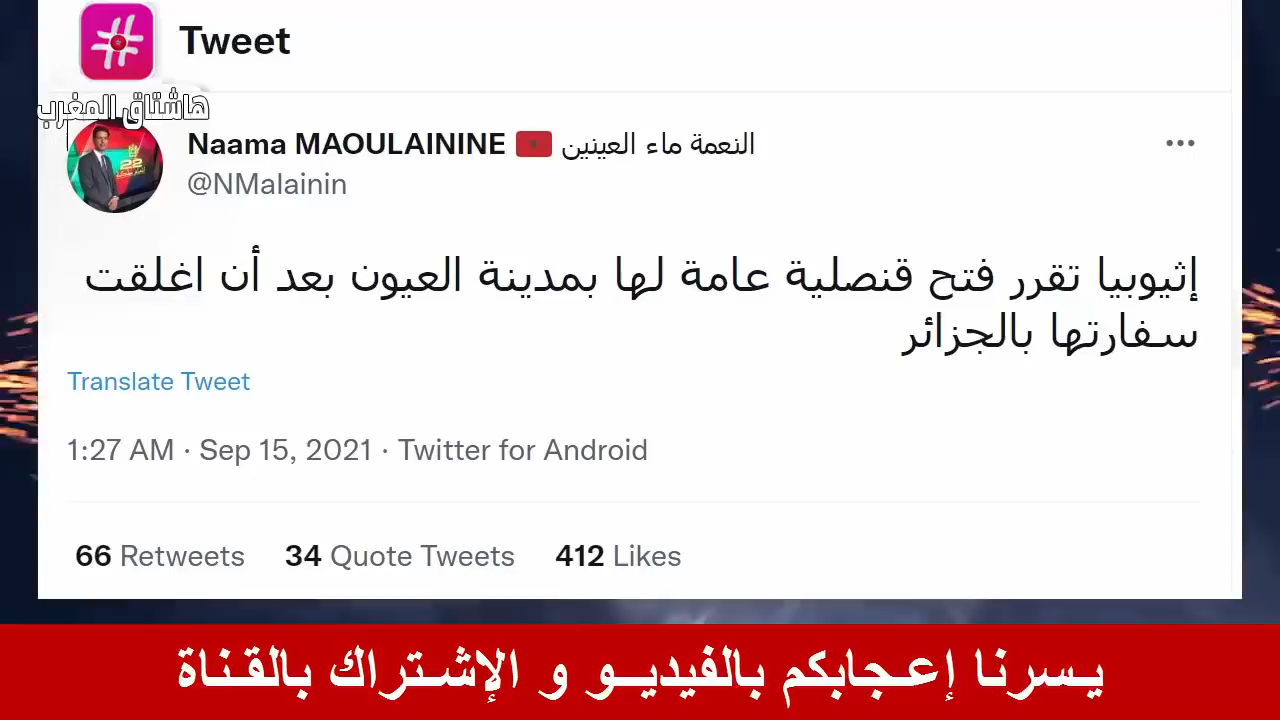 Tweet
هاشتاق المغرب
Naama MAOULAININE 🇲🇦 النعمة ماء العينين
@NMalainin
إثيوبيا تقرر فتح قنصلية عامة لها بمدينة العيون بعد أن اغلقت
سفارتها بالجزائر
Translate Tweet
1:27 AM · Sep 15, 2021 · Twitter for Android
66 Retweets 34 Quote Tweets 412 Likes
يسرنا إعجابكم بالفيديو و الإشتراك بالقناة